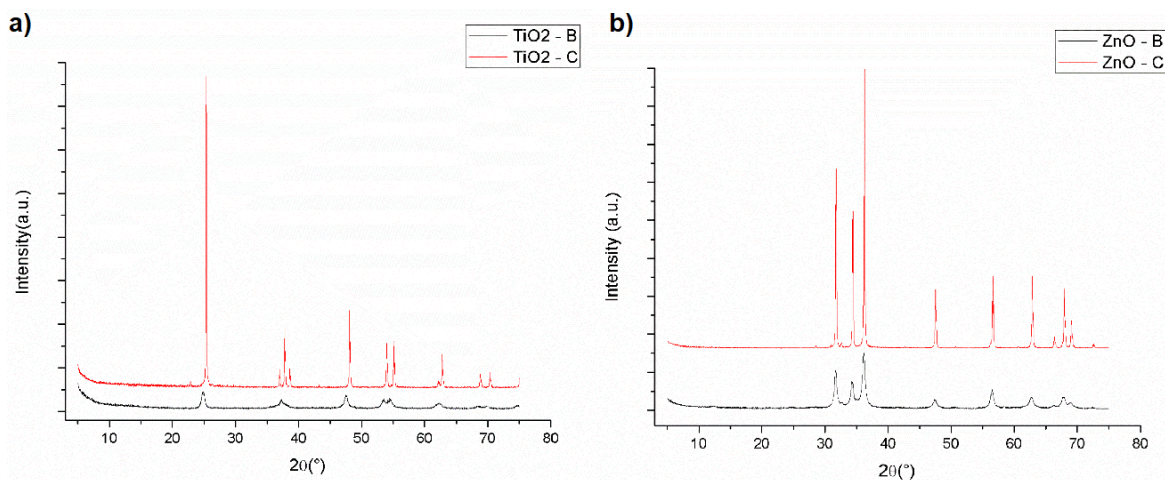 a)
TiO2 - B
TiO2 - C
Intensity(a.u.)
0 10 20 30 40 50 60 70 80
2θ(°)
b)
ZnO - B
ZnO - C
Intensity (a.u.)
10 20 30 40 50 60 70 80
2θ(°)